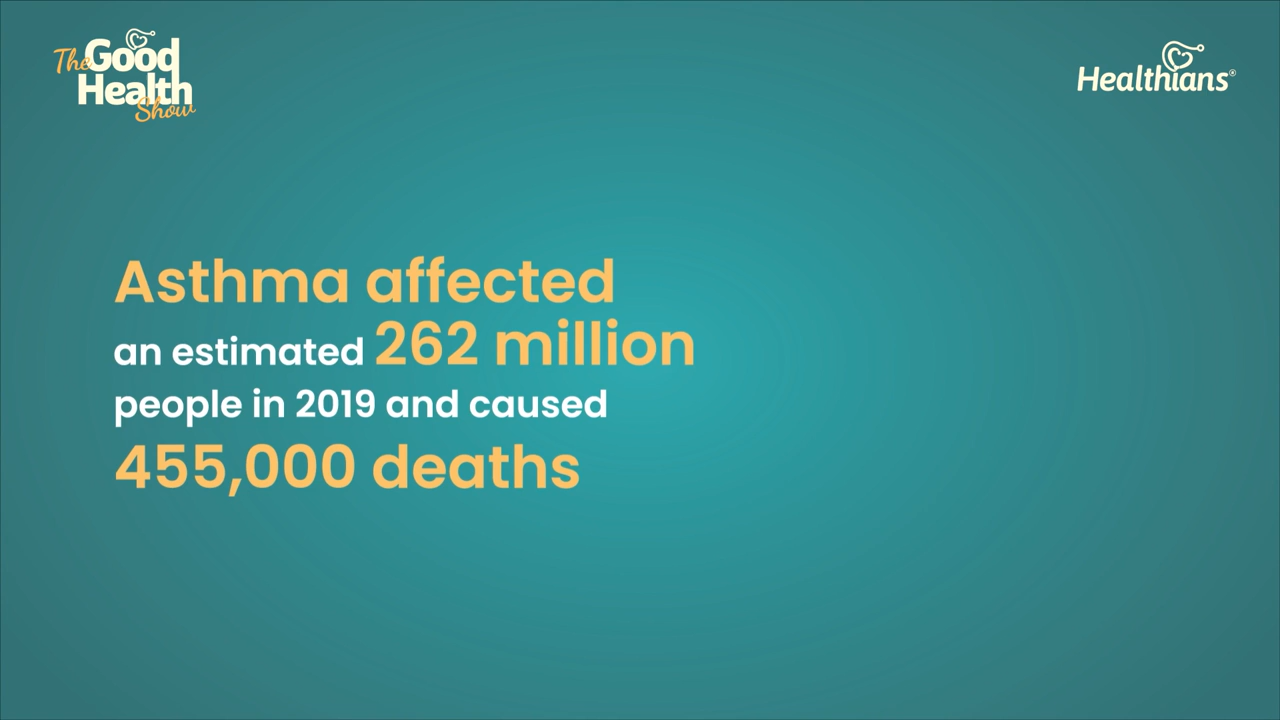 The Good
Health
Show
Healthians®
Asthma affected
an estimated 262 million
people in 2019 and caused
455,000 deaths